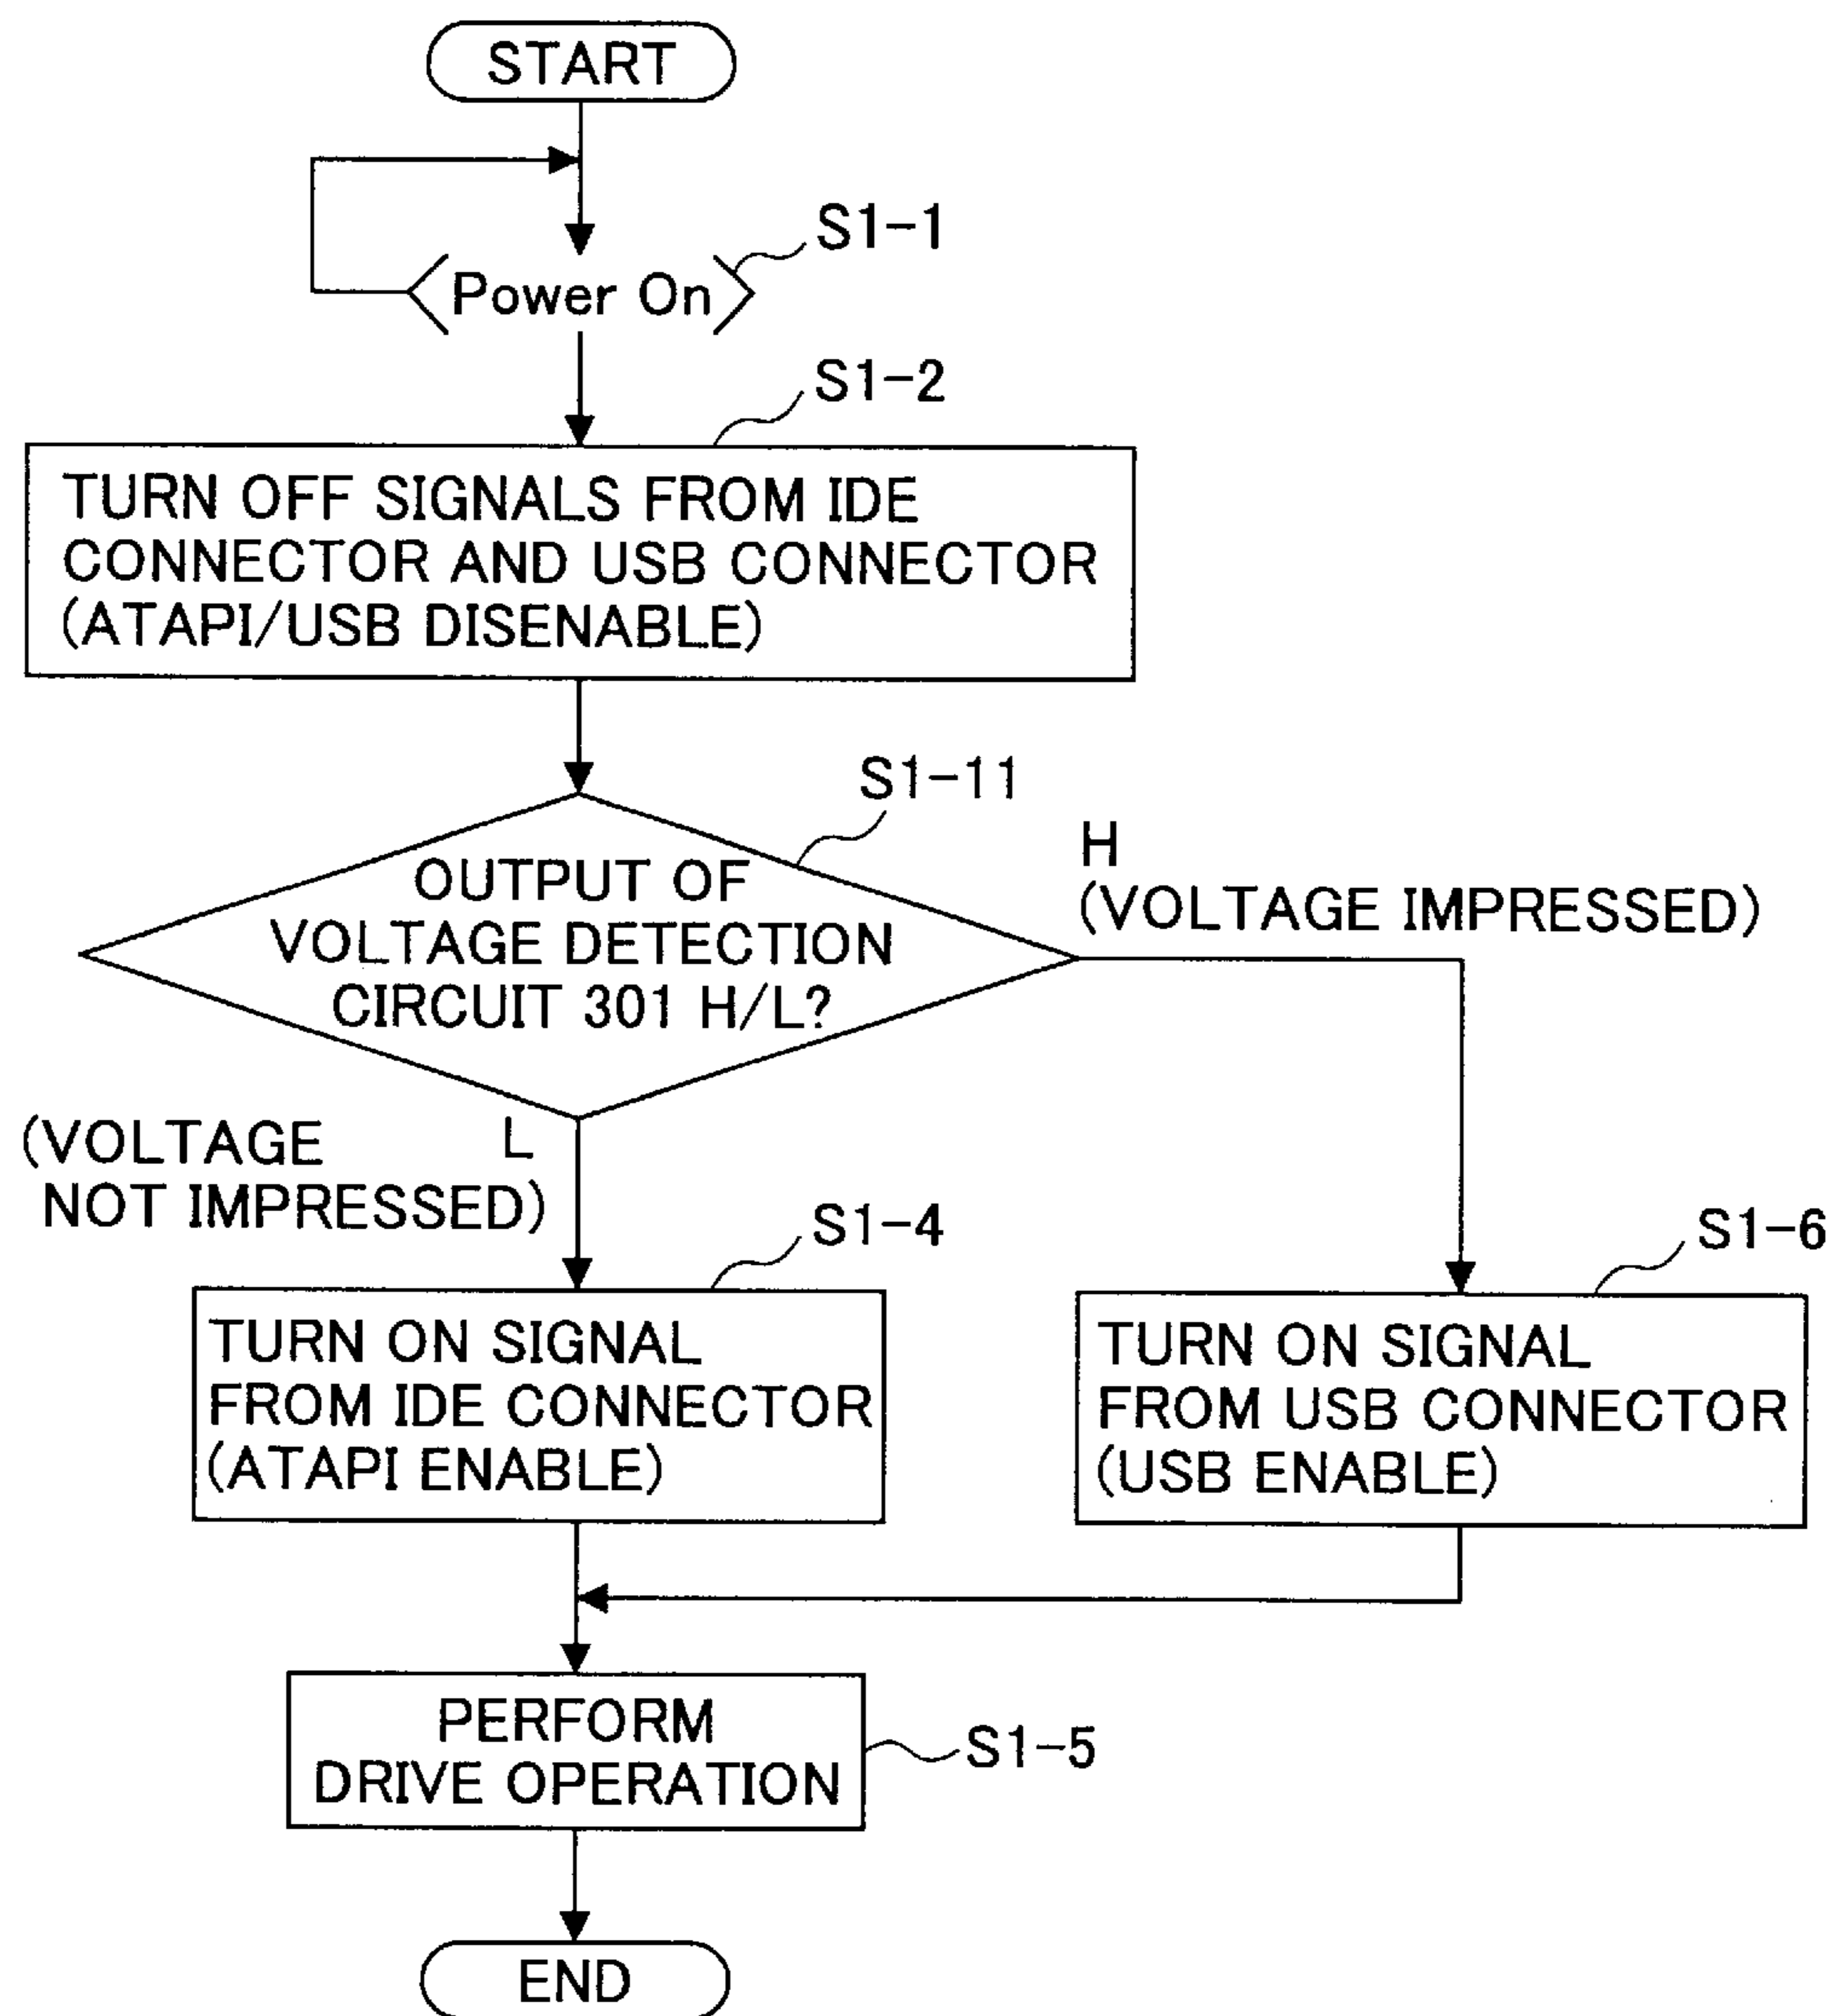 START
S1-1
Power On
S1-2
TURN OFF SIGNALS FROM IDE
CONNECTOR AND USB CONNECTOR
(ATAPI/USB DISENABLE)
S1-11
OUTPUT OF
VOLTAGE DETECTION
CIRCUIT 301 H/L?
H
(VOLTAGE IMPRESSED)
L
(VOLTAGE
NOT IMPRESSED)
S1-4
TURN ON SIGNAL
FROM IDE CONNECTOR
(ATAPI ENABLE)
S1-6
TURN ON SIGNAL
FROM USB CONNECTOR
(USB ENABLE)
PERFORM
DRIVE OPERATION
S1-5
END